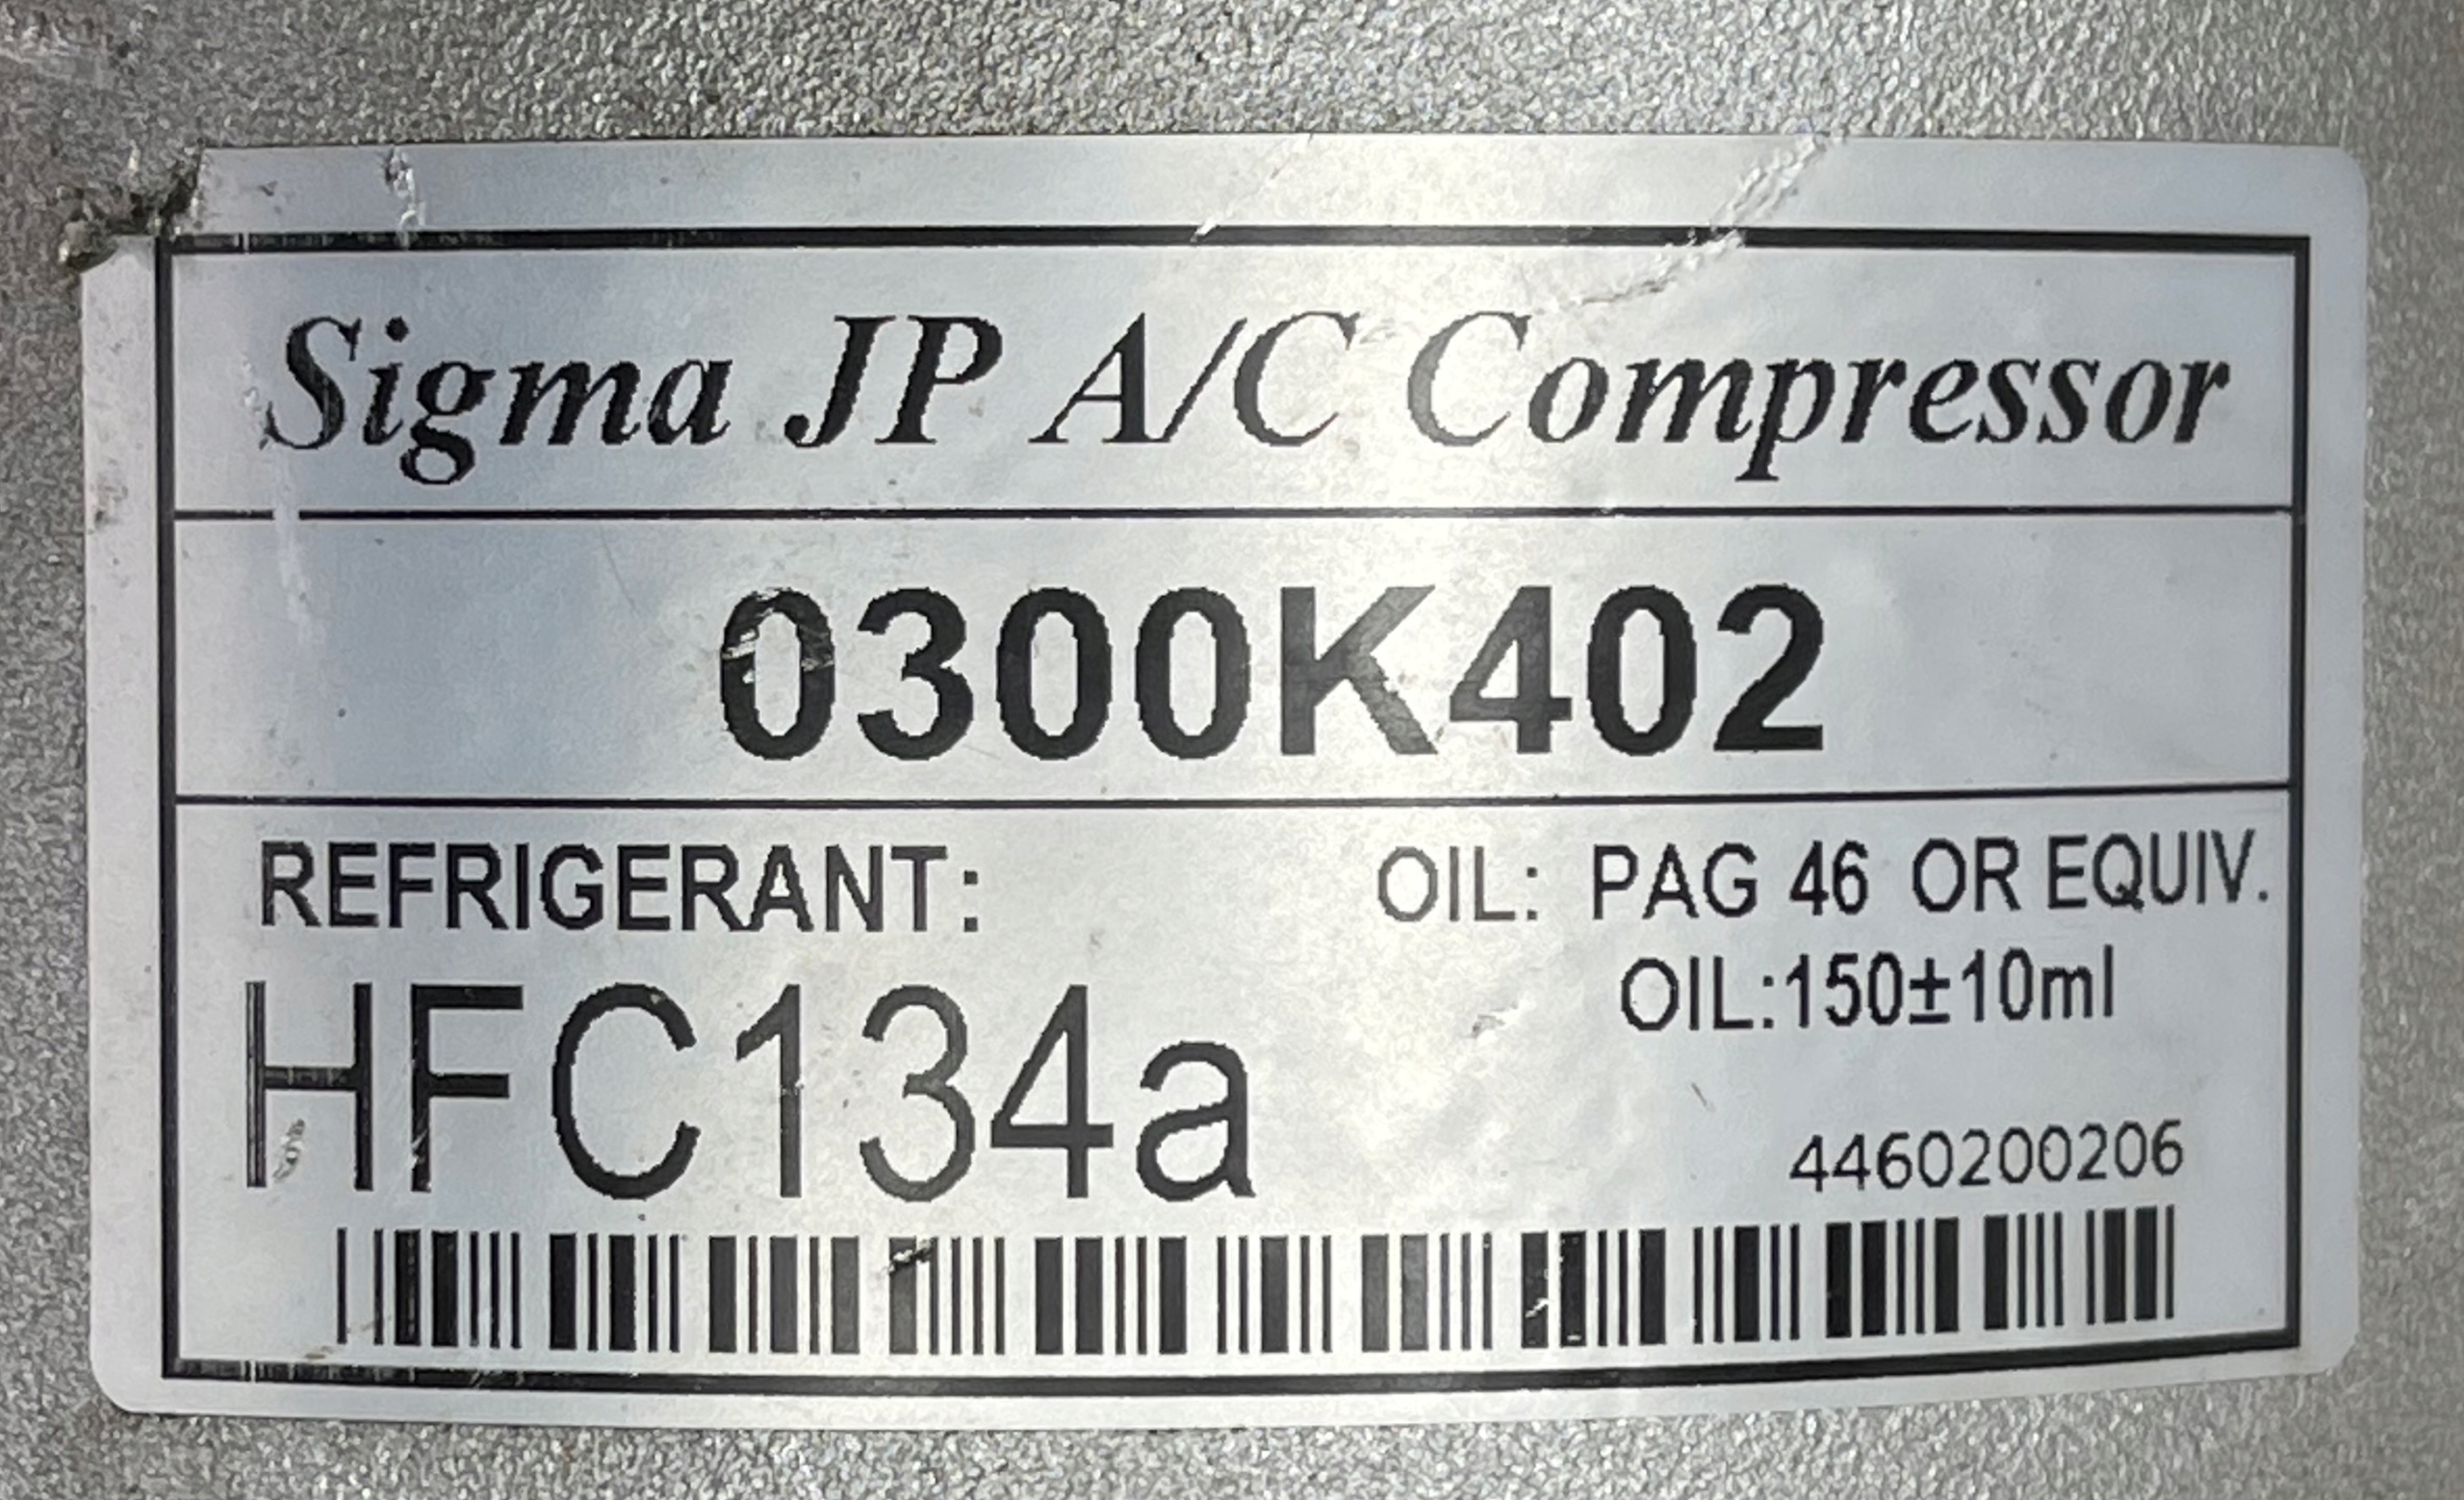 Sigma JP A/C Compressor
0300K402
REFRIGERANT:
HFC134a
OIL: PAG 46 OR EQUIV.
OIL:150±10ml
4460200206